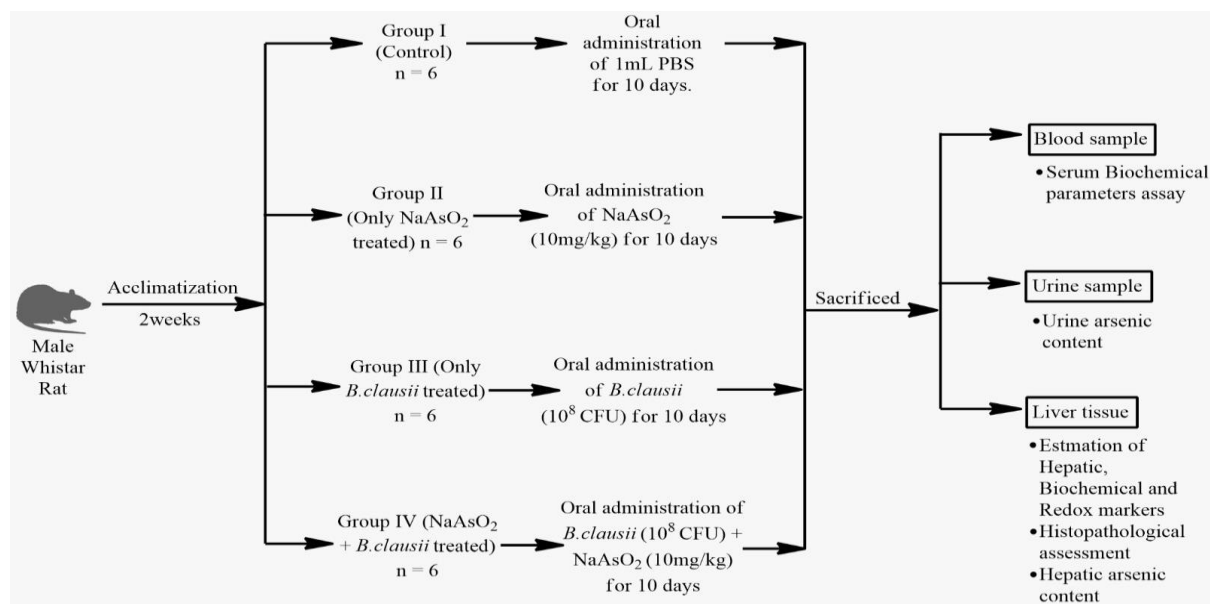 Acclimatization
2weeks
Male
Whistar
Rat
Group I
(Control)
n = 6
Oral
administration
of 1mL PBS
for 10 days.
Group II
(Only NaAsO₂
treated) n = 6
Oral administration
of NaAsO₂
(10mg/kg) for 10 days
Group III (Only
B.clausii treated)
n = 6
Oral administration
of B.clausii
(10⁸ CFU) for 10 days
Group IV (NaAsO₂
+ B.clausii treated)
n = 6
Oral administration of
B.clausii (10⁸ CFU) +
NaAsO₂ (10mg/kg)
for 10 days
Sacrificed
Blood sample
•Serum Biochemical
parameters assay
Urine sample
•Urine arsenic
content
Liver tissue
•Estmation of
Hepatic,
Biochemical and
Redox markers
•Histopathological
assessment
•Hepatic arsenic
content